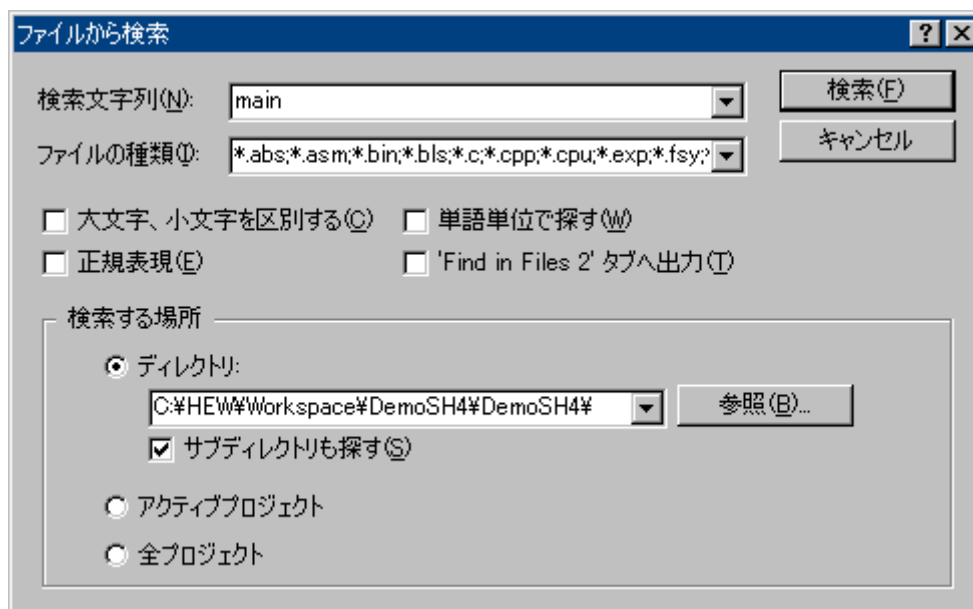 ファイルから検索
検索文字列(N): main 検索(F)
ファイルの種類(I): *.abs;*.asm;*.bin;*.bls;*.c;*.cpp;*.cpu;*.exp;*.fsy; キャンセル
大文字、小文字を区別する(C) 単語単位で探す(W)
正規表現(E) 'Find in Files 2' タブへ出力(T)
検索する場所
ディレクトリ:
C:¥HEW¥Workspace¥DemoSH4¥DemoSH4¥ 参照(B)...
サブディレクトリも探す(S)
アクティブプロジェクト
全プロジェクト